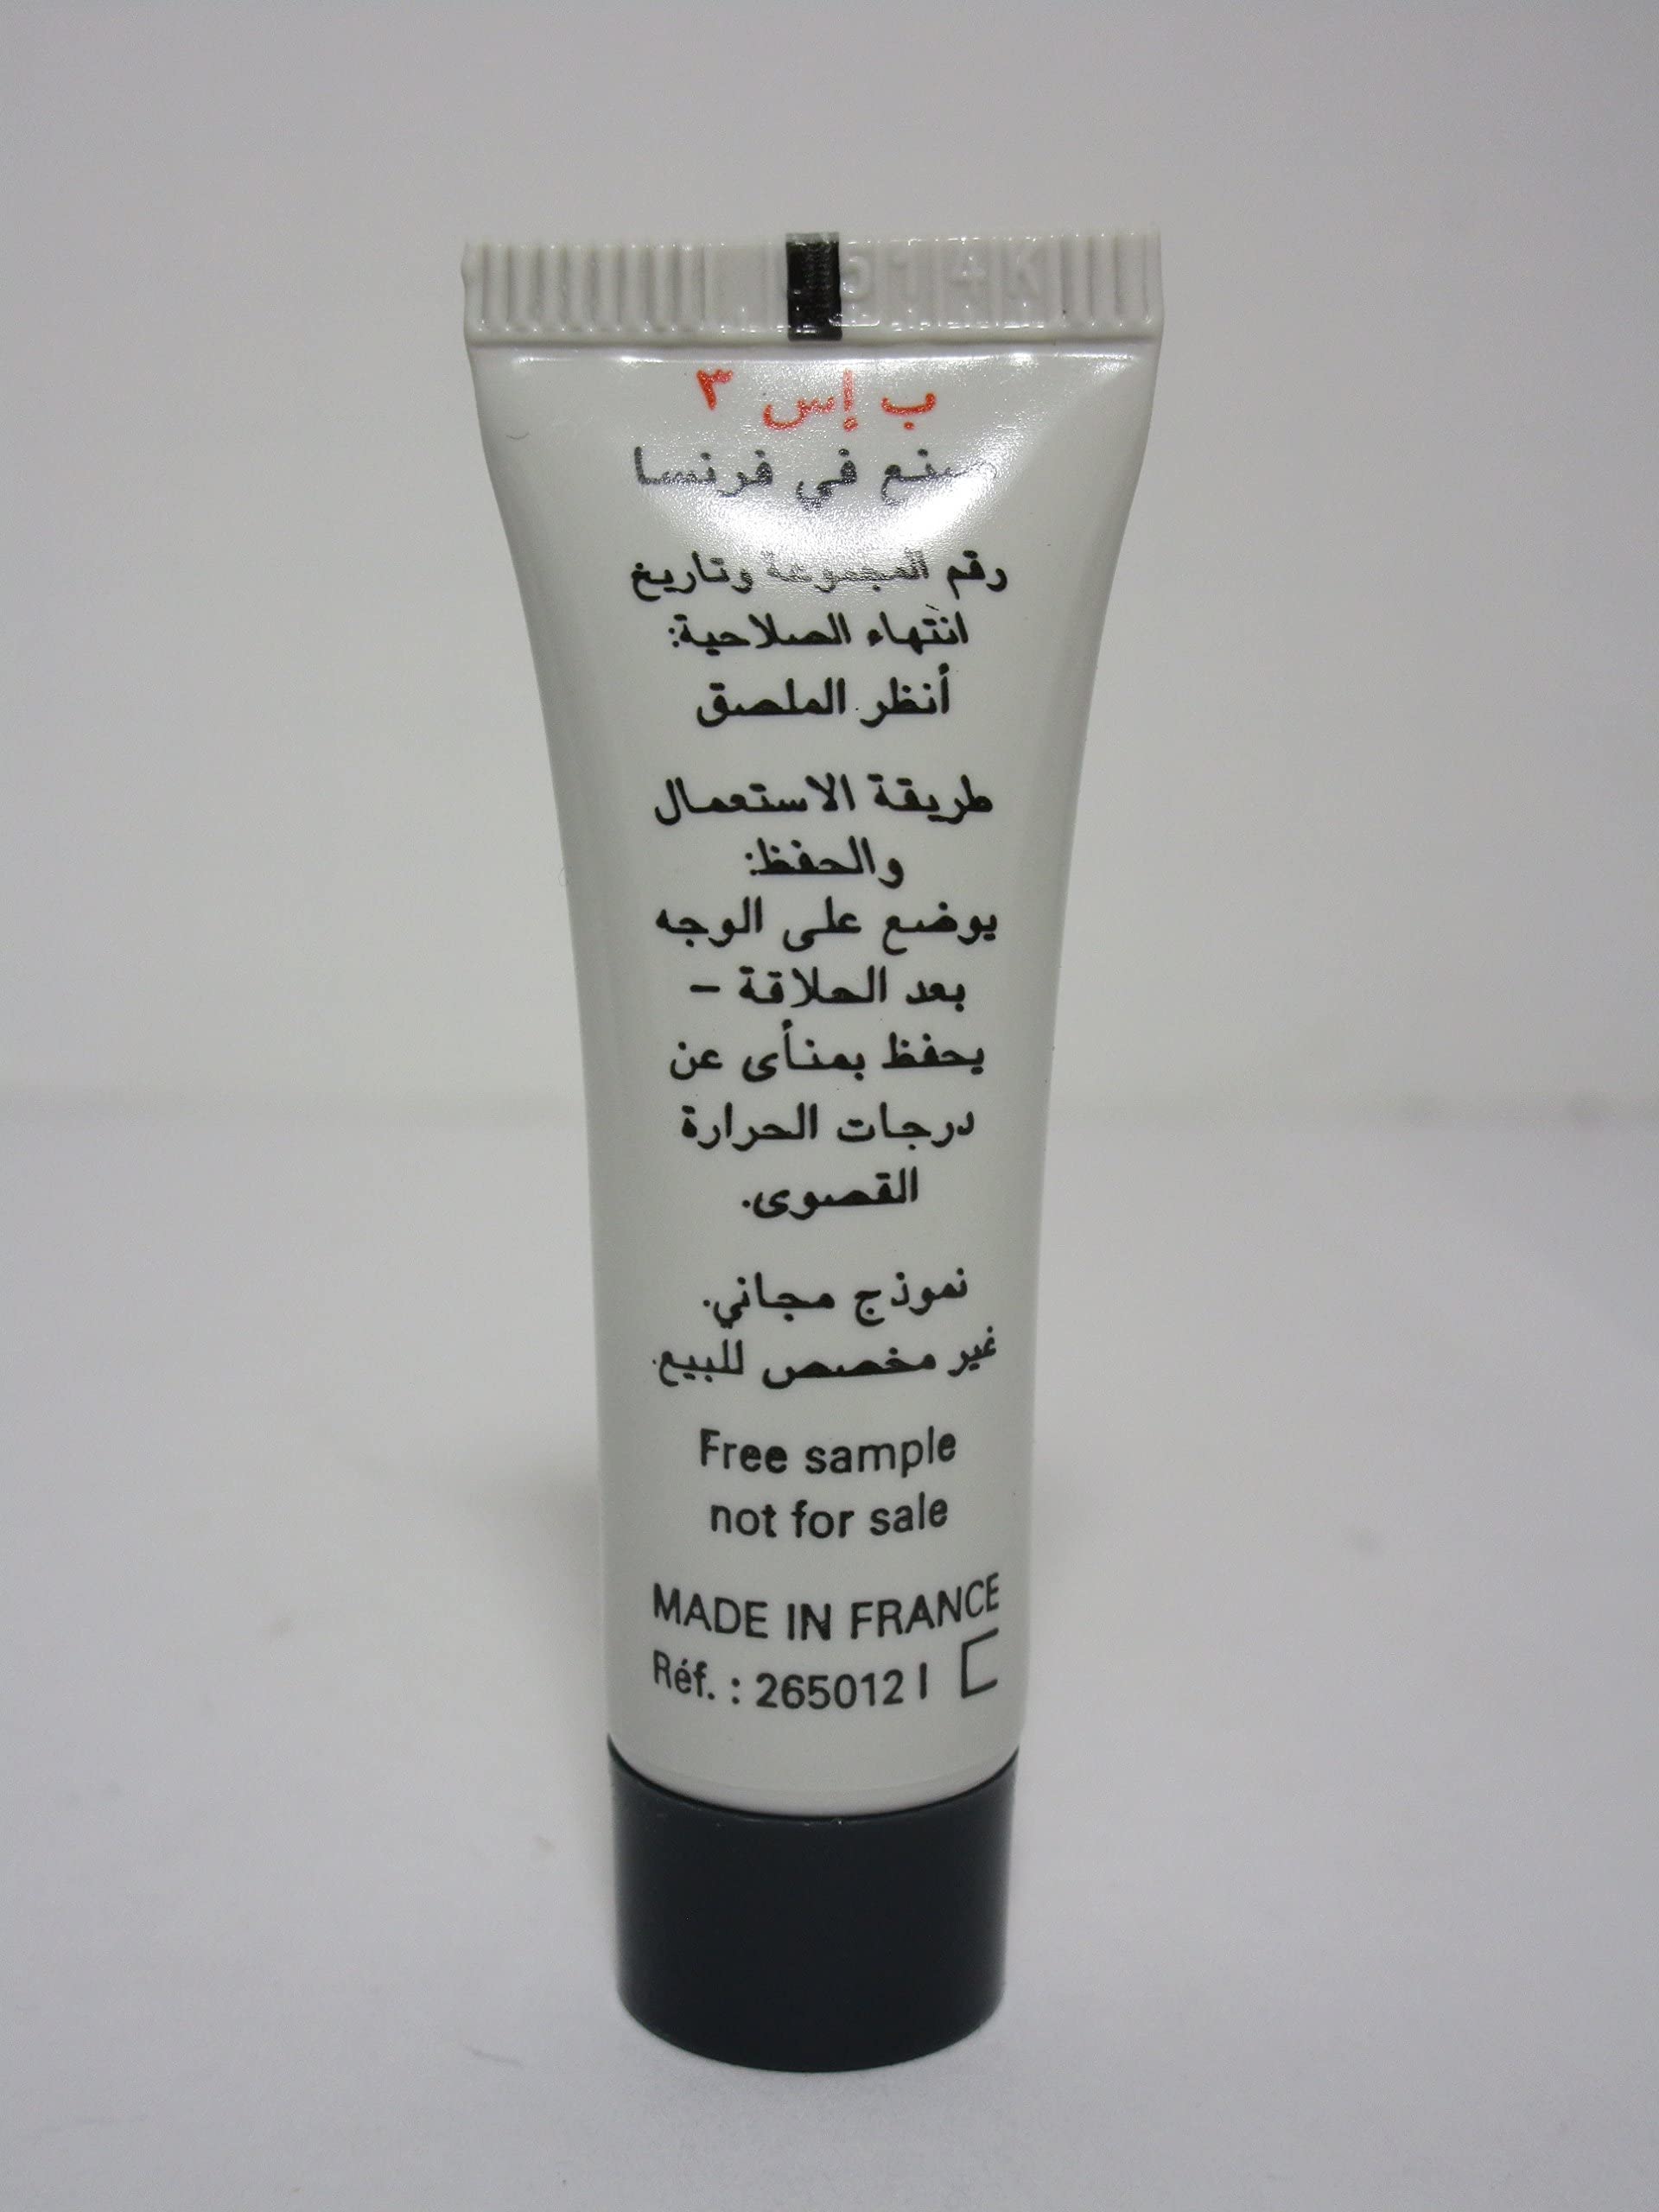 514K
ب إس ٣
صنع في فرنسا
رقم المجموعة وتاريخ
انتهاء الصلاحية:
أنظر الملصق
طريقة الاستعمال
والحفظ:
يوضع على الوجه
بعد الحلاقة –
يحفظ بمنأى عن
درجات الحرارة
القصوى.
نموذج مجاني.
غير مخصص للبيع.
Free sample
not for sale
MADE IN FRANCE
Réf. : 265012 I